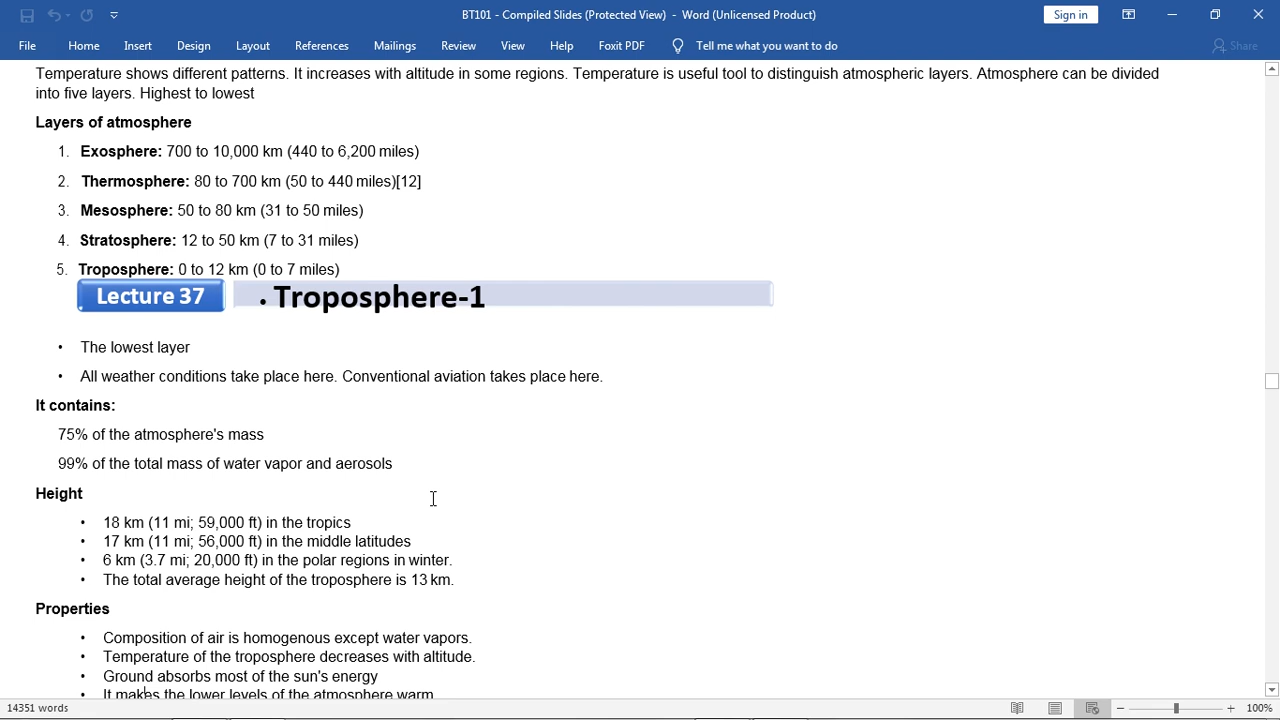 BT101 - Compiled Slides (Protected View) - Word (Unlicensed Product)
Sign in
File Home Insert Design Layout References Mailings Review View Help Foxit PDF Tell me what you want to do Share
Temperature shows different patterns. It increases with altitude in some regions. Temperature is useful tool to distinguish atmospheric layers. Atmosphere can be divided
into five layers. Highest to lowest
Layers of atmosphere
1. Exosphere: 700 to 10,000 km (440 to 6,200 miles)
2. Thermosphere: 80 to 700 km (50 to 440 miles)[12]
3. Mesosphere: 50 to 80 km (31 to 50 miles)
4. Stratosphere: 12 to 50 km (7 to 31 miles)
5. Troposphere: 0 to 12 km (0 to 7 miles)
Lecture 37 • Troposphere-1
• The lowest layer
• All weather conditions take place here. Conventional aviation takes place here.
It contains:
75% of the atmosphere's mass
99% of the total mass of water vapor and aerosols
Height
• 18 km (11 mi; 59,000 ft) in the tropics
• 17 km (11 mi; 56,000 ft) in the middle latitudes
• 6 km (3.7 mi; 20,000 ft) in the polar regions in winter.
• The total average height of the troposphere is 13 km.
Properties
• Composition of air is homogenous except water vapors.
• Temperature of the troposphere decreases with altitude.
• Ground absorbs most of the sun's energy
• It makes the lower levels of the atmosphere warm
14351 words
100%